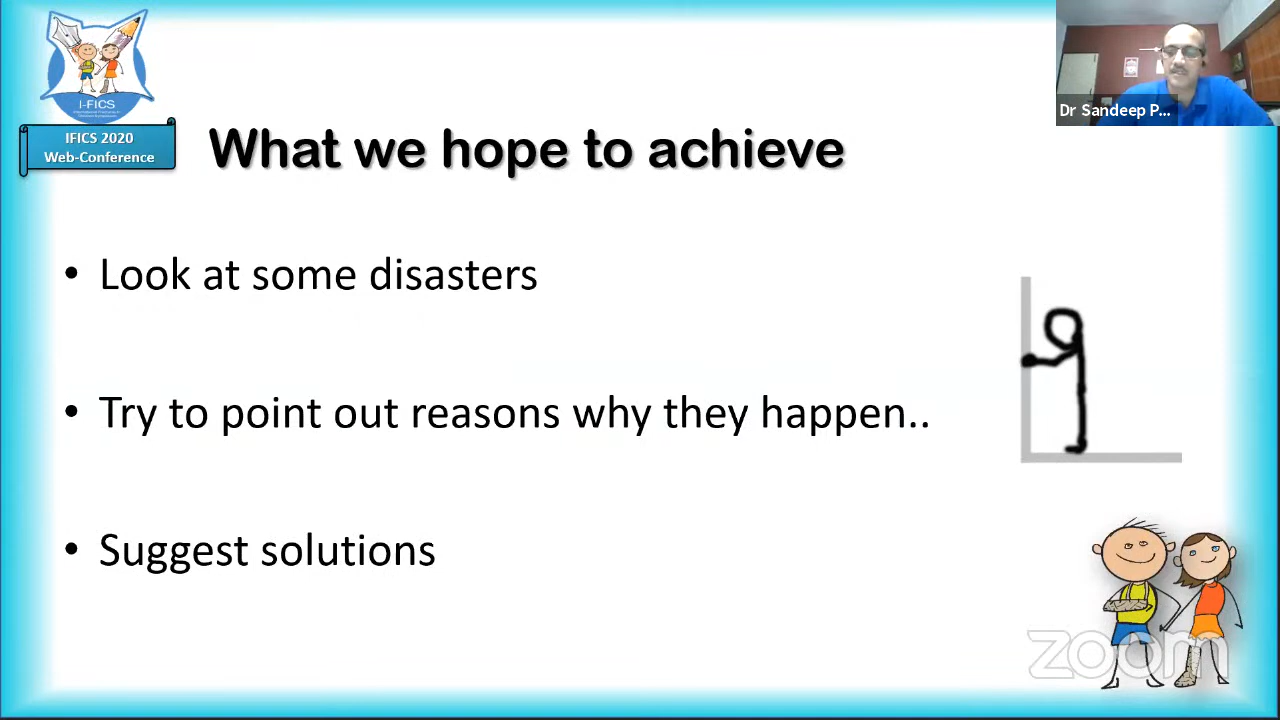 I-FICS
IFICS 2020
Web-Conference
What we hope to achieve
Dr Sandeep P...
• Look at some disasters
• Try to point out reasons why they happen..
• Suggest solutions
zoom